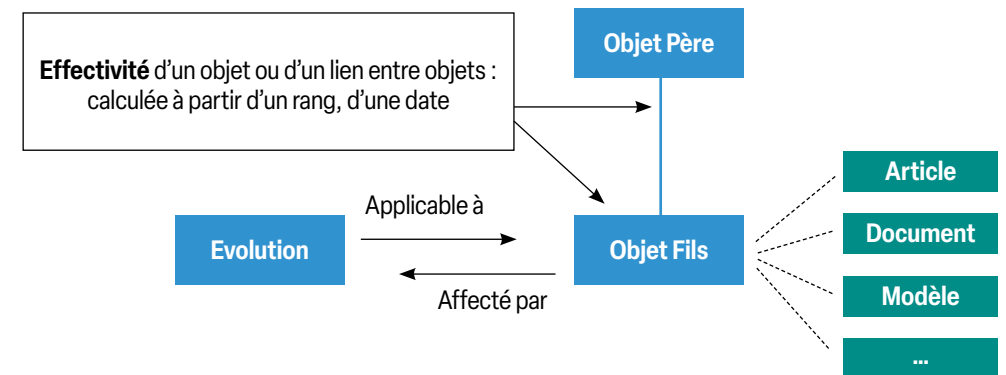 Objet Père
Effectivité d'un objet ou d'un lien entre objets :
calculée à partir d'un rang, d'une date
Article
Applicable à
Evolution
Objet Fils
Document
Affecté par
Modèle
...